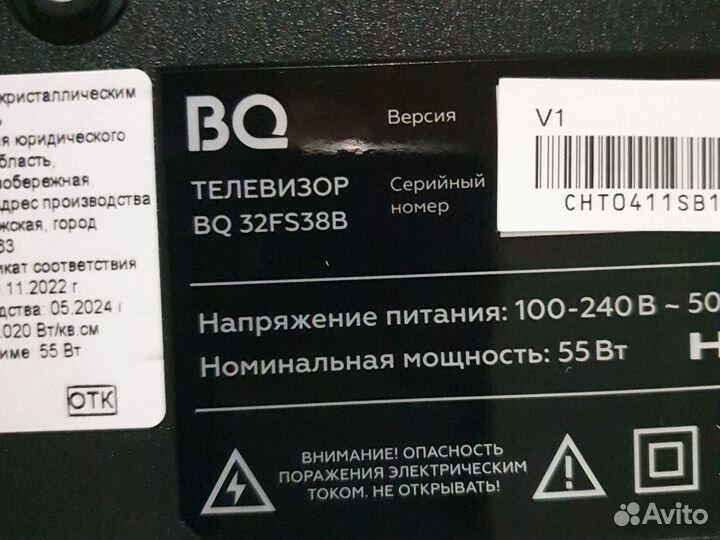 кристаллическим
я юридического
бласть,
обережная
дрес производства
жская, город
63
икат соответствия
.11.2022 г.
дства: 05.2024 г
.020 Вт/кв.см
име: 55 Вт
ОТК
BQ
ТЕЛЕВИЗОР
BQ 32FS38B
Версия
V1
Серийный
номер
CHT0411SB1
Напряжение питания: 100-240 В ~ 50
Номинальная мощность: 55 Вт
ВНИМАНИЕ! ОПАСНОСТЬ
ПОРАЖЕНИЯ ЭЛЕКТРИЧЕСКИМ
ТОКОМ. НЕ ОТКРЫВАТЬ!
Avito